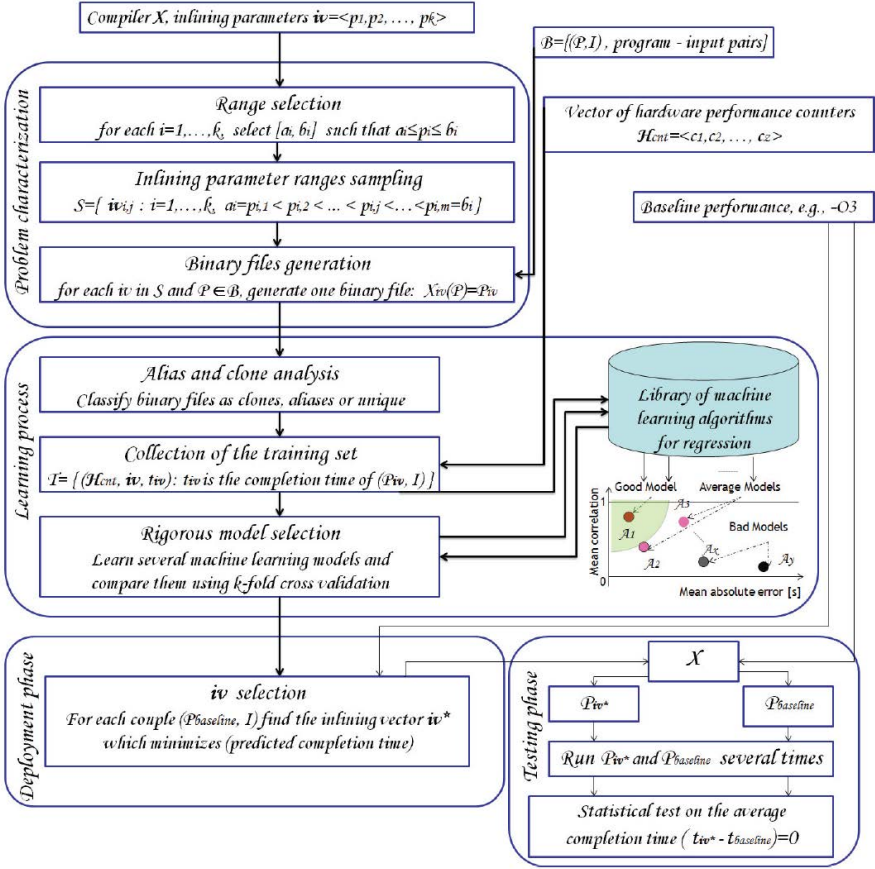 Compiler X, inlining parameters iv=<p1,p2,..., pk>
B={(P,I) , program - input pairs}
Problem characterization
Range selection
for each i=1,...,k, select [ai, bi] such that ai≤pi≤ bi
Vector of hardware performance counters
Hcnt=<c1,c2,..., cz>
Inlining parameter ranges sampling
S={ ivi,j : i=1,...,k, ai=pi,1 < pi,2 < ... < pi,j <...<pi,m=bi }
Baseline performance, e.g., -O3
Binary files generation
for each iv in S and P∈B, generate one binary file: Xiv(P)=Piv
Learning process
Alias and clone analysis
Classify binary files as clones, aliases or unique
Library of machine
learning algorithms
for regression
Collection of the training set
T= { (Hcnt, iv, tiv): tiv is the completion time of (Piv, I) }
Rigorous model selection
Learn several machine learning models and
compare them using k-fold cross validation
Good Model
Average Models
Mean correlation
1
A1
A3
Bad Models
A2
Ax
Ay
0
Mean absolute error [s]
Deployment phase
iv selection
For each couple (Pbaseline, I) find the inlining vector iv*
which minimizes (predicted completion time)
Testing phase
X
Piv*
Pbaseline
Run Piv* and Pbaseline several times
Statistical test on the average
completion time ( tiv* - tbaseline)=0